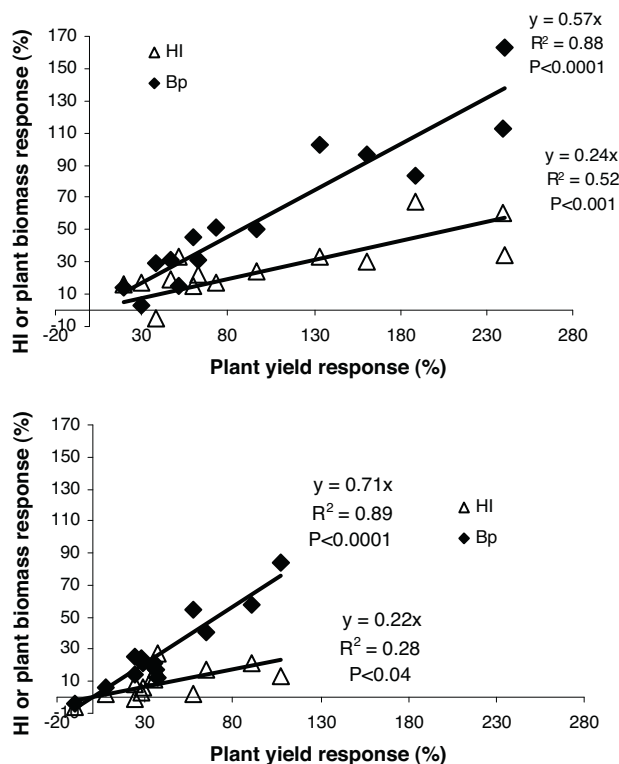 HI or plant biomass response (%)
170
150
130
110
90
70
50
30
10
-10
-20
30
80
130
180
230
280
Plant yield response (%)
HI
Bp
y = 0.57x
R² = 0.88
P<0.0001
y = 0.24x
R² = 0.52
P<0.001
HI or plant biomass response (%)
170
150
130
110
90
70
50
30
10
-10
-20
30
80
130
180
230
280
Plant yield response (%)
y = 0.71x
R² = 0.89
P<0.0001
HI
Bp
y = 0.22x
R² = 0.28
P<0.04